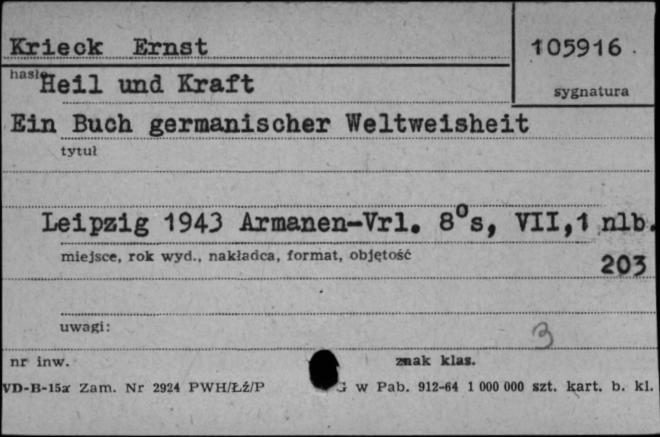 Krieck Ernst
105916.
hasło
Heil und Kraft
sygnatura
Ein Buch germanischer Weltweisheit
tytuł
Leipzig 1943 Armanen-Vrl. 8°s, VII,1 nlb.
miejsce, rok wyd., nakładca, format, objętość
203
uwagi:
3
nr inw.
znak klas.
VD-B-15a Zam. Nr 2924 PWH/Łź/P G w Pab. 912-64 1 000 000 szt. kart. b. kl.